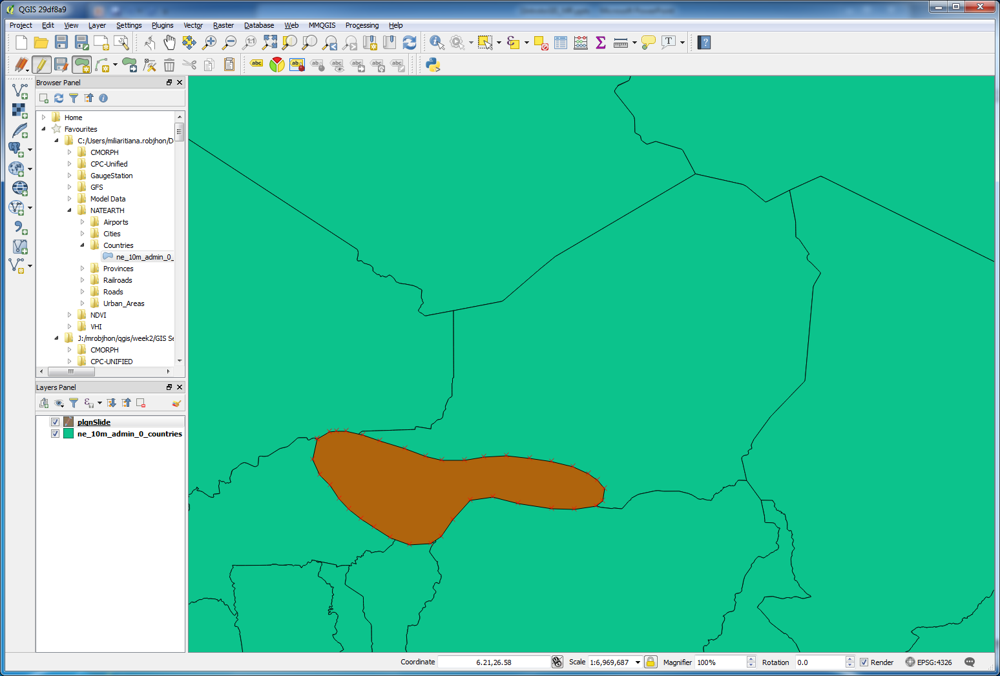 QGIS 29df8a9
Project Edit View Layer Settings Plugins Vector Raster Database Web MMQGIS Processing Help
Browser Panel
Home
Favourites
C:/Users/miliaritiana.robjhon/D
CMORPH
CPC-Unified
GaugeStation
GFS
Model Data
NATEARTH
Airports
Cities
Countries
ne_10m_admin_0_
Provinces
Railroads
Roads
Urban_Areas
NDVI
VHI
J:/mrobjhon/qgis/week2/GIS Se
CMORPH
CPC-UNIFIED
Layers Panel
plgnSlide
ne_10m_admin_0_countries
Coordinate 6.21,26.58 Scale 1:6,969,687 Magnifier 100% Rotation 0.0 Render EPSG:4326